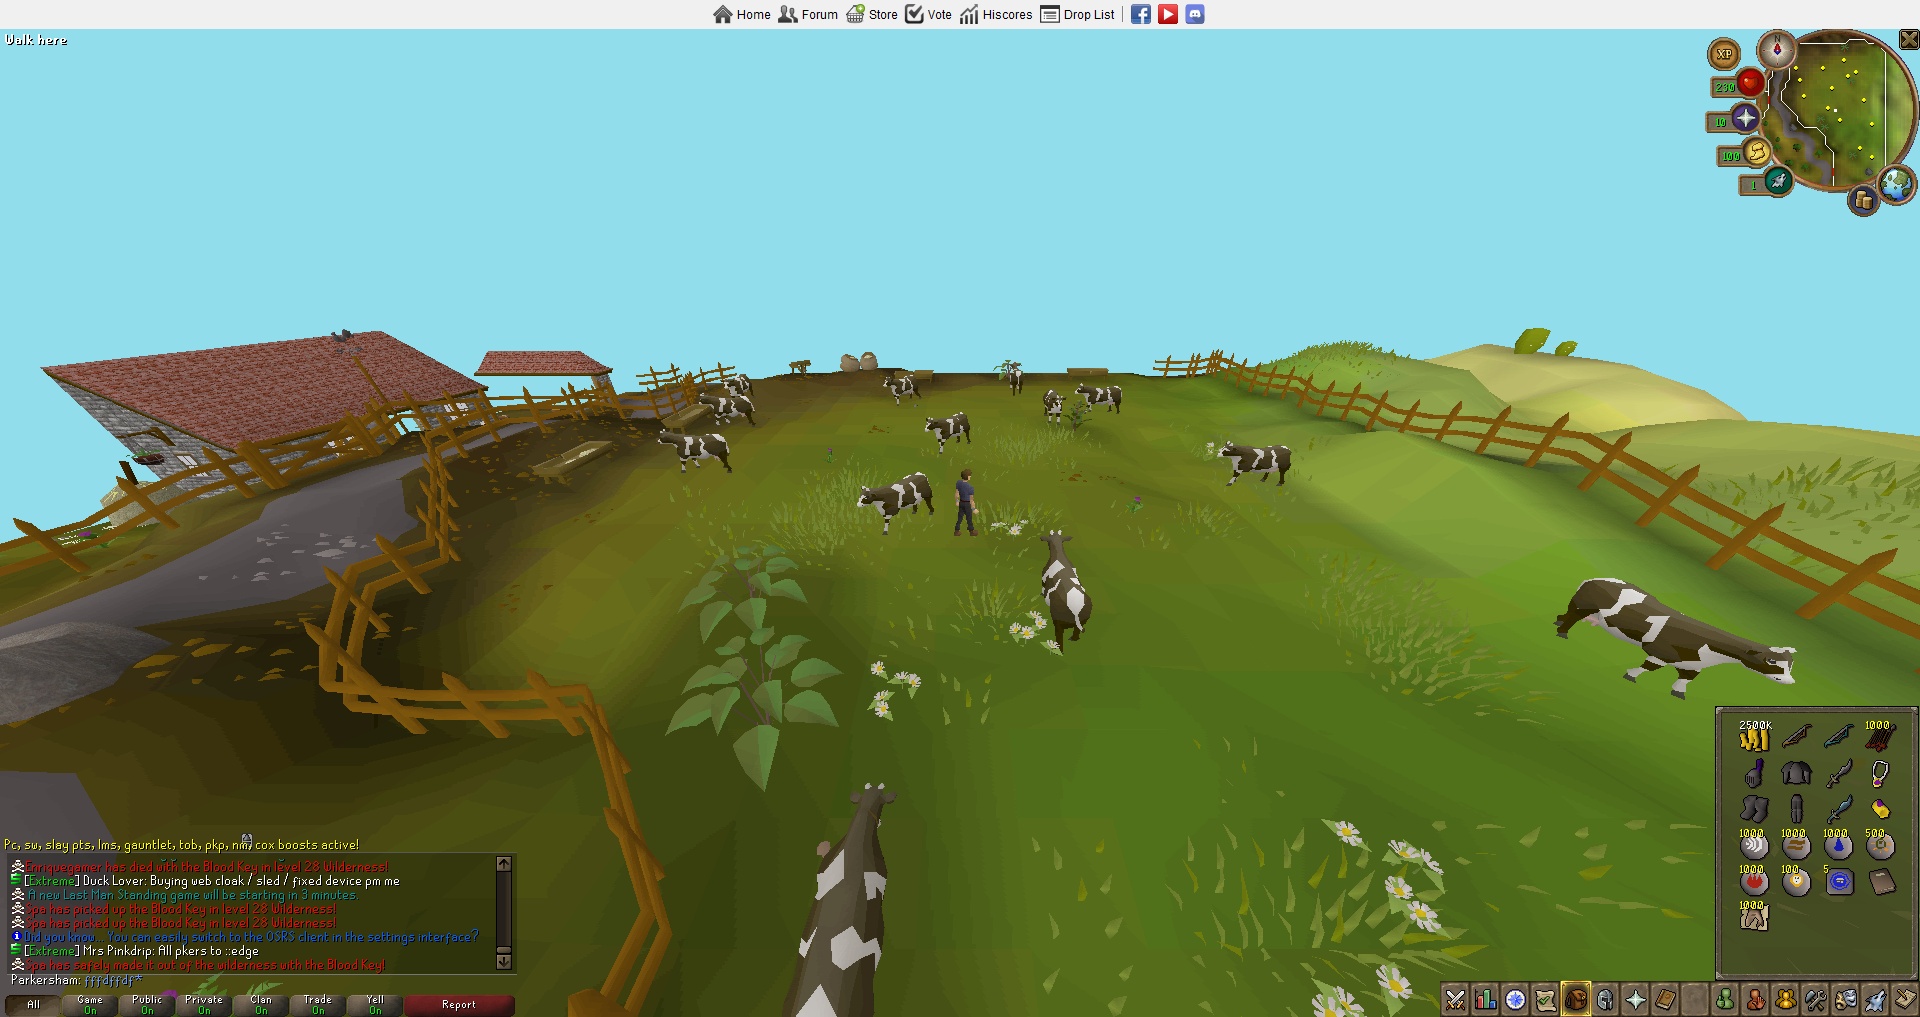 Home Forum Store Vote Hiscores Drop List
Walk here
XP
N
230
10
100
1
2500K
1000
1000 1000 1000 500
1000 100 5
1000
Pc, sw, slay pts, lms, gauntlet, tob, pkp, nm, cox boosts active!
Enriquegamer has died with the Blood Key in level 28 Wilderness!
[Extreme] Duck Lover: Buying web cloak / sled / fixed device pm me
A new Last Man Standing game will be starting in 3 minutes.
Spa has picked up the Blood Key in level 28 Wilderness!
Spa has picked up the Blood Key in level 28 Wilderness!
Did you know... You can easily switch to the OSRS client in the settings interface?
[Extreme] Mrs Pinkdrip: All pkers to ::edge
Spa has safely made it out of the wilderness with the Blood Key!
Parkersham: fffdffdf*
All Game On Public On Private On Clan On Trade On Yell On Report